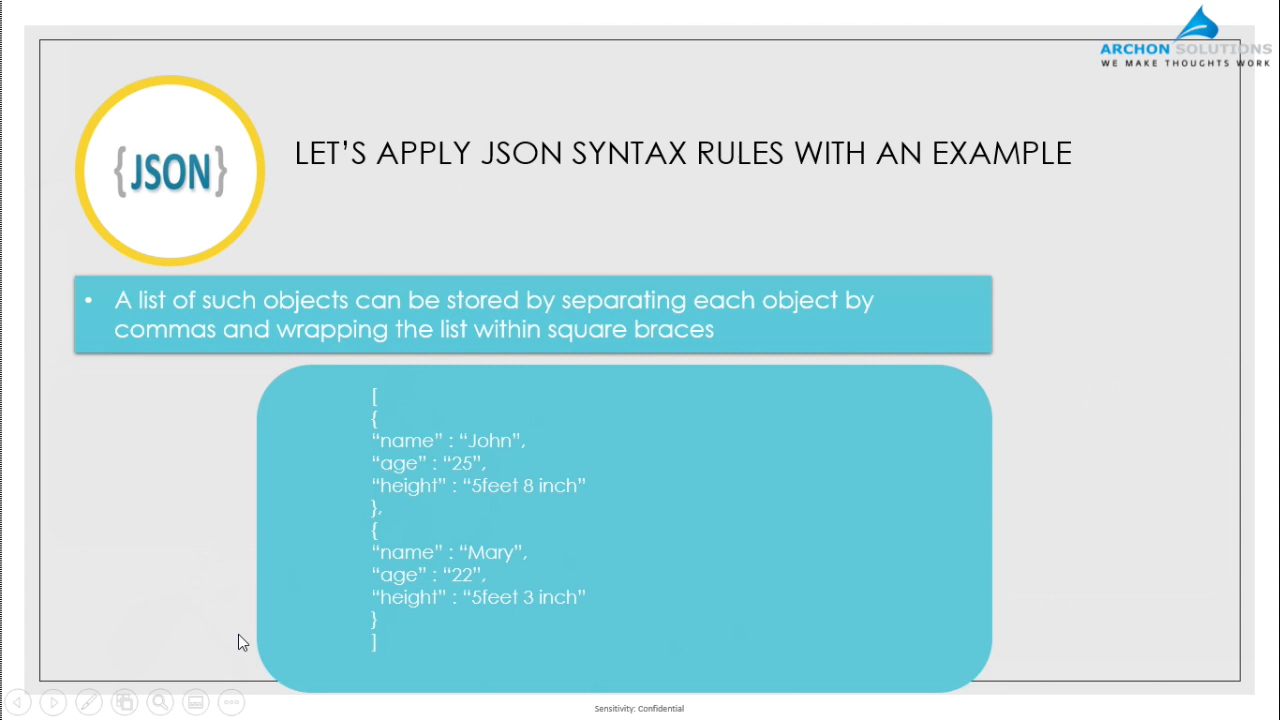 ARCHON SOLUTIONS
WE MAKE THOUGHTS WORK
{JSON}
LET’S APPLY JSON SYNTAX RULES WITH AN EXAMPLE
• A list of such objects can be stored by separating each object by
commas and wrapping the list within square braces
[
{
“name” : “John”,
“age” : “25”,
“height” : “5feet 8 inch”
},
{
“name” : “Mary”,
“age” : “22”,
“height” : “5feet 3 inch”
}
]
Sensitivity: Confidential